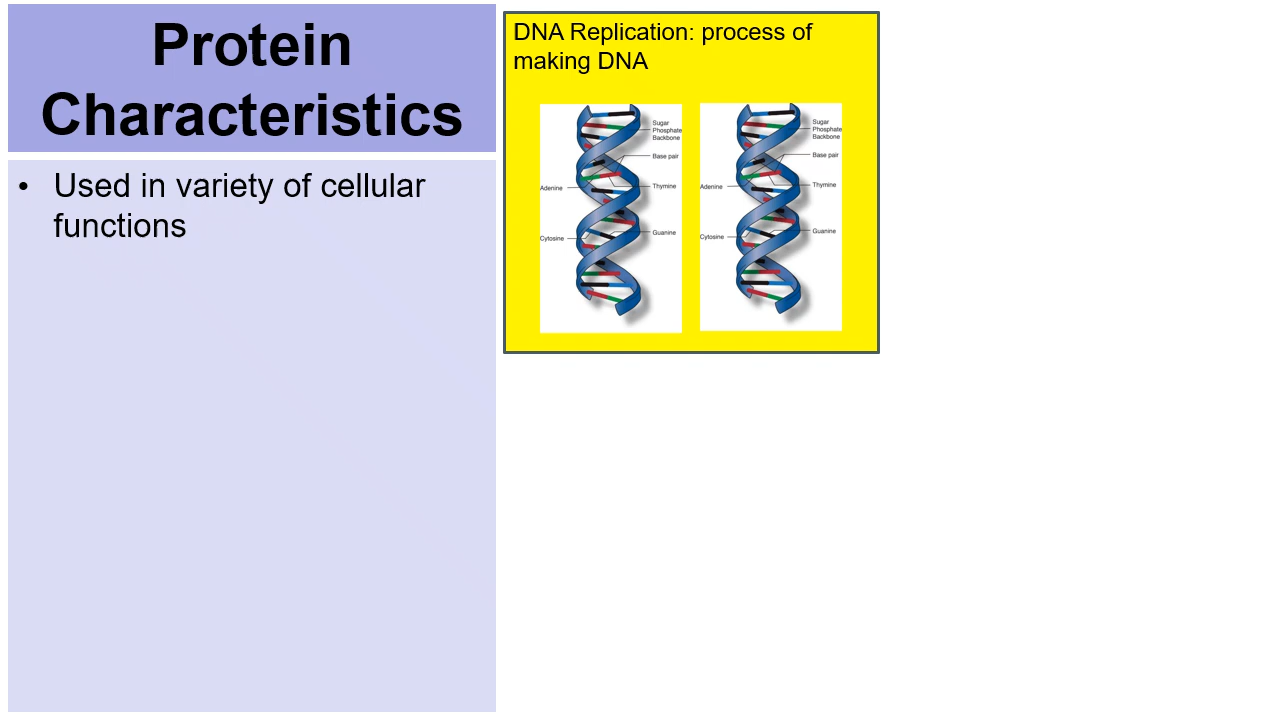 Protein
Characteristics
• Used in variety of cellular
functions
DNA Replication: process of
making DNA
Sugar
Phosphate
Backbone
Base pair
Adenine
Thymine
Cytosine
Guanine
Sugar
Phosphate
Backbone
Base pair
Adenine
Thymine
Cytosine
Guanine